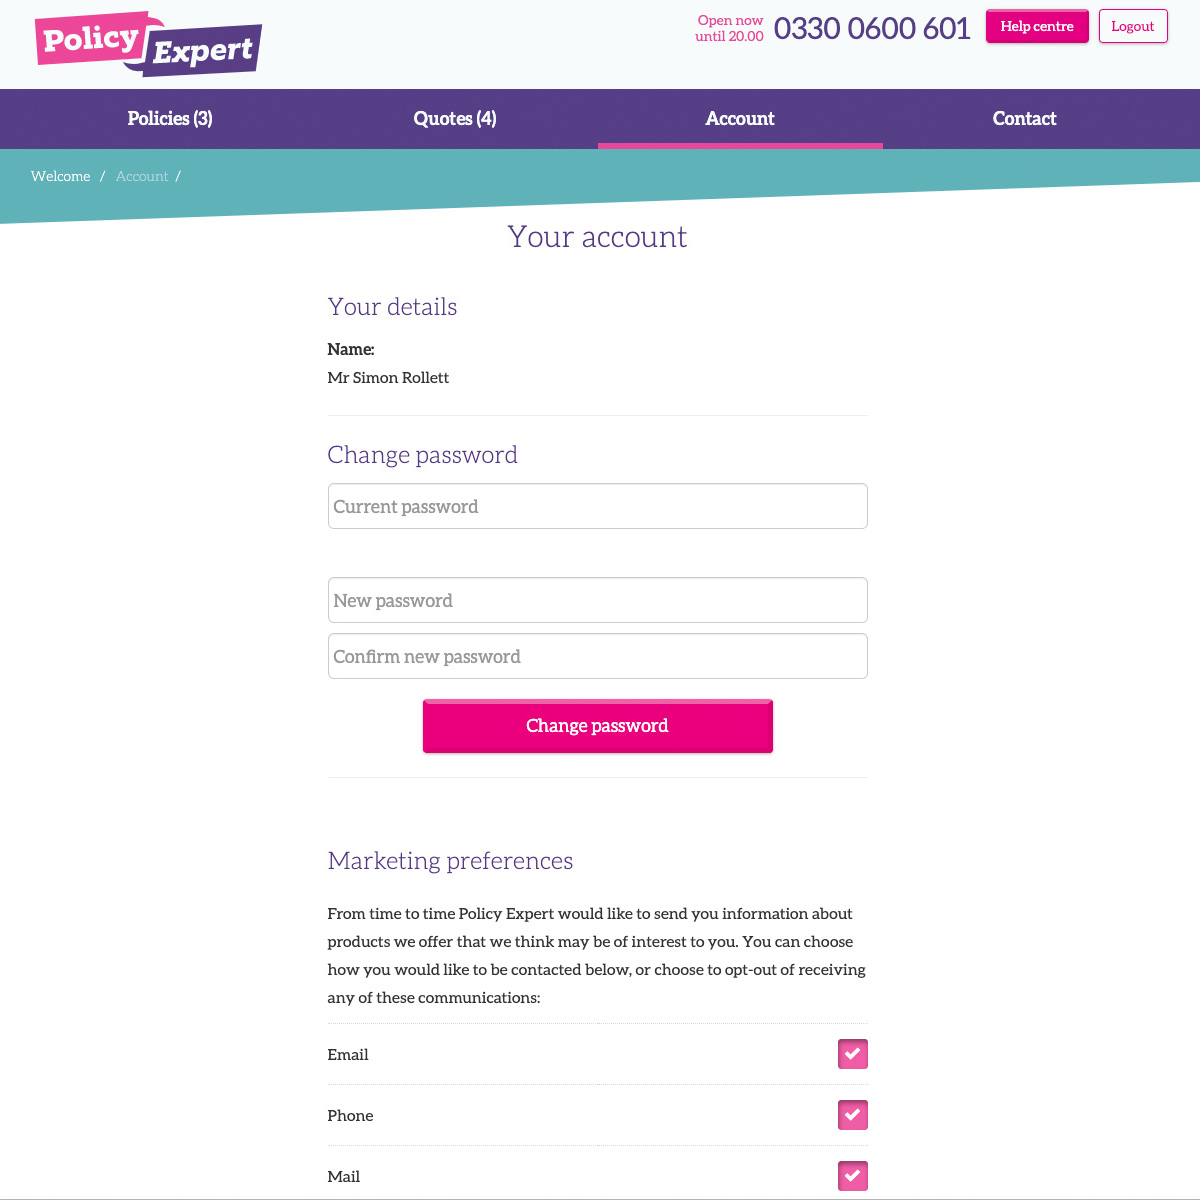 Policy Expert
Open now
until 20.00
0330 0600 601
Help centre
Logout
Policies (3)
Quotes (4)
Account
Contact
Welcome / Account /
Your account
Your details
Name:
Mr Simon Rollett
Change password
Current password
New password
Confirm new password
Change password
Marketing preferences
From time to time Policy Expert would like to send you information about
products we offer that we think may be of interest to you. You can choose
how you would like to be contacted below, or choose to opt-out of receiving
any of these communications:
Email
Phone
Mail